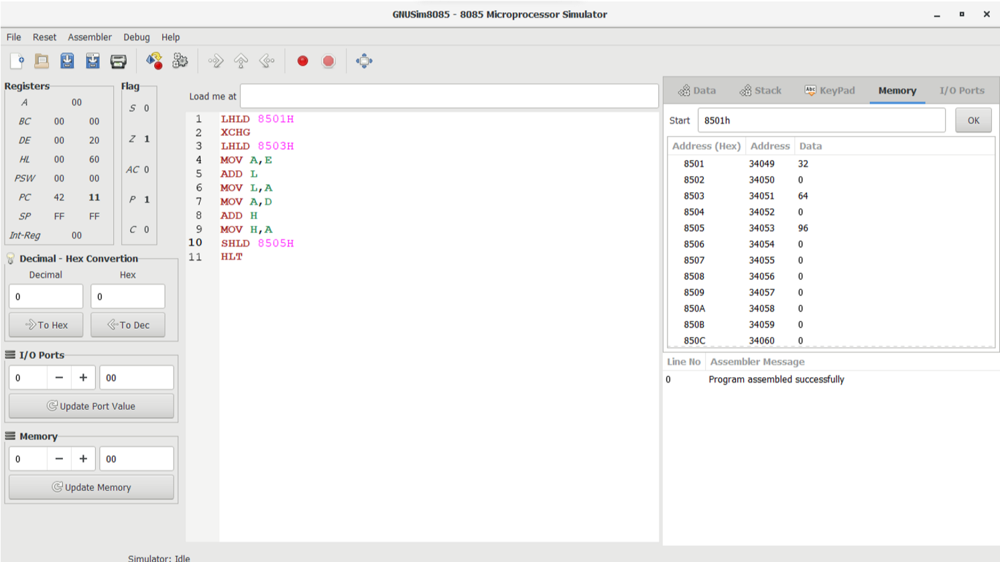 GNUSim8085 - 8085 Microprocessor Simulator
File Reset Assembler Debug Help
Registers
A 00
BC 00 00
DE 00 20
HL 00 60
PSW 00 00
PC 42 11
SP FF FF
Int-Reg 00
Flag
S 0
Z 1
AC 0
P 1
C 0
Decimal - Hex Convertion
Decimal Hex
0 0
To Hex To Dec
I/O Ports
0 − + 00
Update Port Value
Memory
0 − + 00
Update Memory
Load me at
1 LHLD 8501H
2 XCHG
3 LHLD 8503H
4 MOV A,E
5 ADD L
6 MOV L,A
7 MOV A,D
8 ADD H
9 MOV H,A
10 SHLD 8505H
11 HLT
Data Stack Abc KeyPad Memory I/O Ports
Start 8501h OK
Address (Hex) Address Data
8501 34049 32
8502 34050 0
8503 34051 64
8504 34052 0
8505 34053 96
8506 34054 0
8507 34055 0
8508 34056 0
8509 34057 0
850A 34058 0
850B 34059 0
850C 34060 0
Line No Assembler Message
0 Program assembled successfully
Simulator: Idle